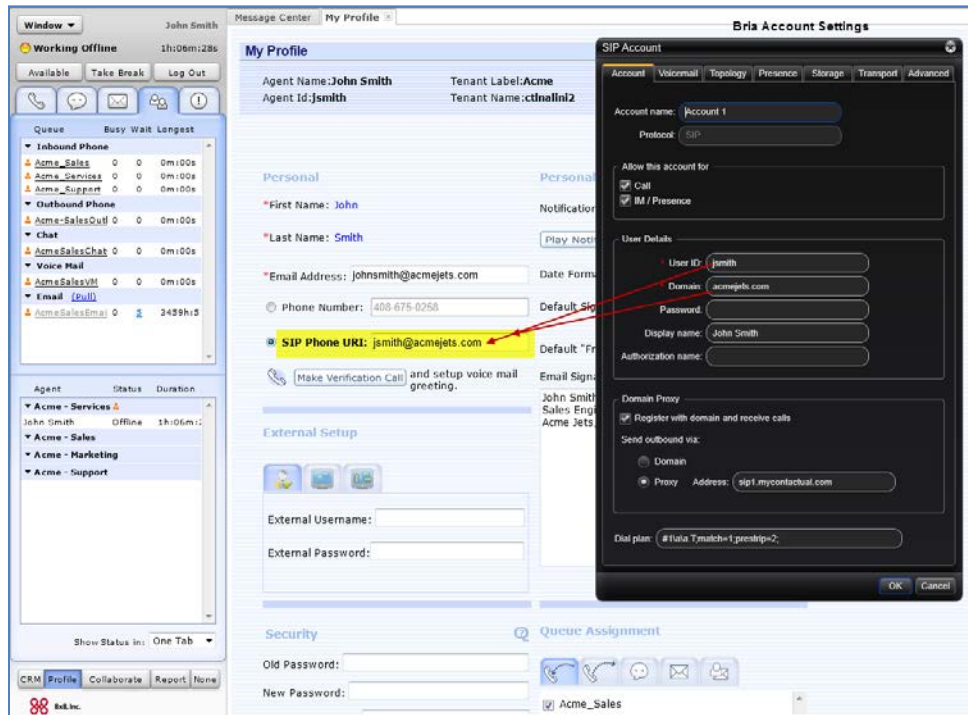 Window
John Smith
Working Offline
1h:06m:28s
Available
Take Break
Log Out
Queue Busy Wait Longest
Inbound Phone
Acme_Sales 0 0 0m:00s
Acme_Services 0 0 0m:00s
Acme_Support 0 0 0m:00s
Outbound Phone
Acme-SalesOutl 0 0 0m:00s
Chat
AcmeSalesChat 0 0 0m:00s
Voice Mail
AcmeSalesVM 0 0 0m:00s
Email (Pull)
AcmeSalesEmai 0 5 3459h:5
Agent Status Duration
Acme - Services
John Smith Offline 1h:06m:2
Acme - Sales
Acme - Marketing
Acme - Support
Show Status in: One Tab
CRM Profile Collaborate Report None
8x8, Inc.
Message Center
My Profile
My Profile
Agent Name:John Smith
Tenant Label:Acme
Agent Id:jsmith
Tenant Name:ctlnalini2
Personal
*First Name: John
*Last Name: Smith
*Email Address: johnsmith@acmejets.com
Phone Number: 408-675-0258
SIP Phone URI: jsmith@acmejets.com
Make Verification Call and setup voice mail
greeting.
External Setup
External Username:
External Password:
Security
Old Password:
New Password:
Personal
Notification
Play Noti
Date Forma
Default Sig
Default "Fr
Email Signa
John Smith
Sales Engi
Acme Jets,
Queue Assignment
Acme_Sales
Bria Account Settings
SIP Account
Account Voicemail Topology Presence Storage Transport Advanced
Account name: Account 1
Protocol: SIP
Allow this account for
Call
IM / Presence
User Details
* User ID: jsmith
* Domain: acmejets.com
Password:
Display name: John Smith
Authorization name:
Domain Proxy
Register with domain and receive calls
Send outbound via:
Domain
Proxy Address: sip1.mycontactual.com
Dial plan: #1\a\a.T;match=1;prestrip=2;
OK
Cancel